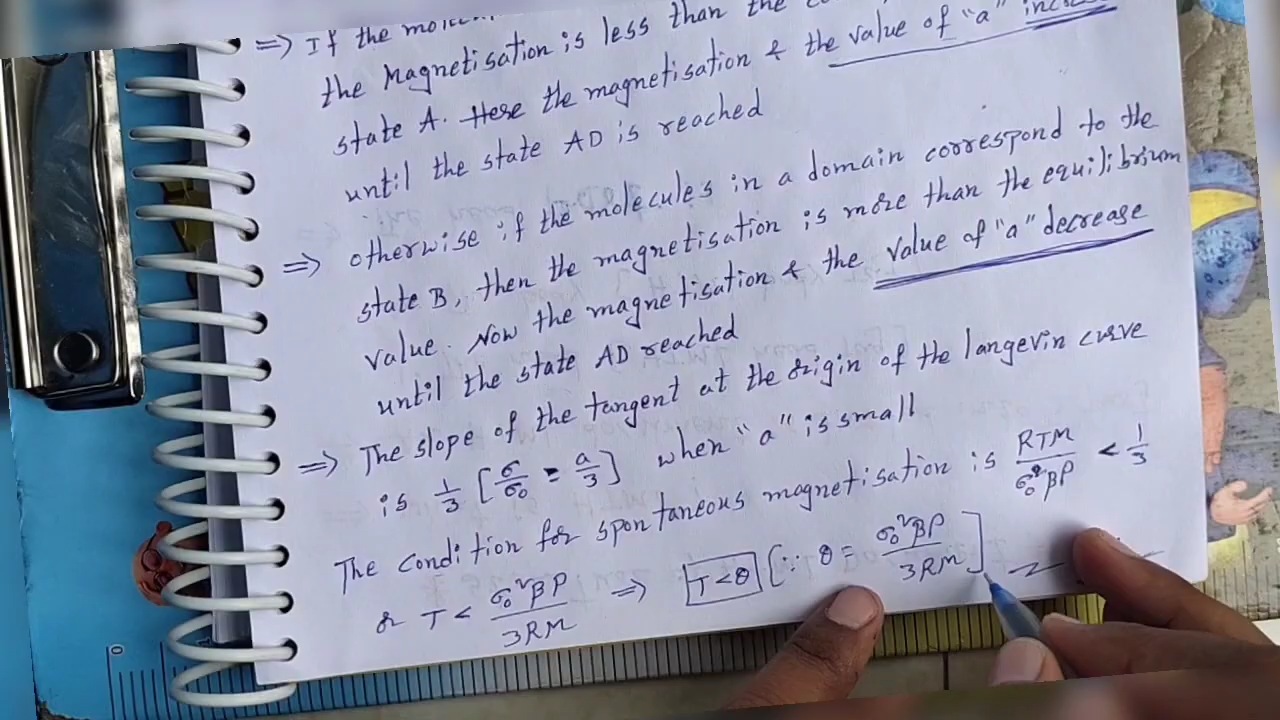 => If the the
the Magnetisation is less than the
state A. Here the magnetisation & the value of "a"
until the state AD is reached
=> otherwise if the molecules in a domain correspond to the
state B, then the magnetisation is more than the equilibrium
value. Now the magnetisation & the value of "a" decrease
until the state AD reached
=> The slope of the tangent at the origin of the langevin curve
is 1/3 [σ/σ₀ = a/3] when "a" is small
The condition for spontaneous magnetisation is RTM/σ₀²βρ < 1/3
or T < σ₀²βρ/3RM => T < θ [∵ θ = σ₀²βρ/3RM]
0